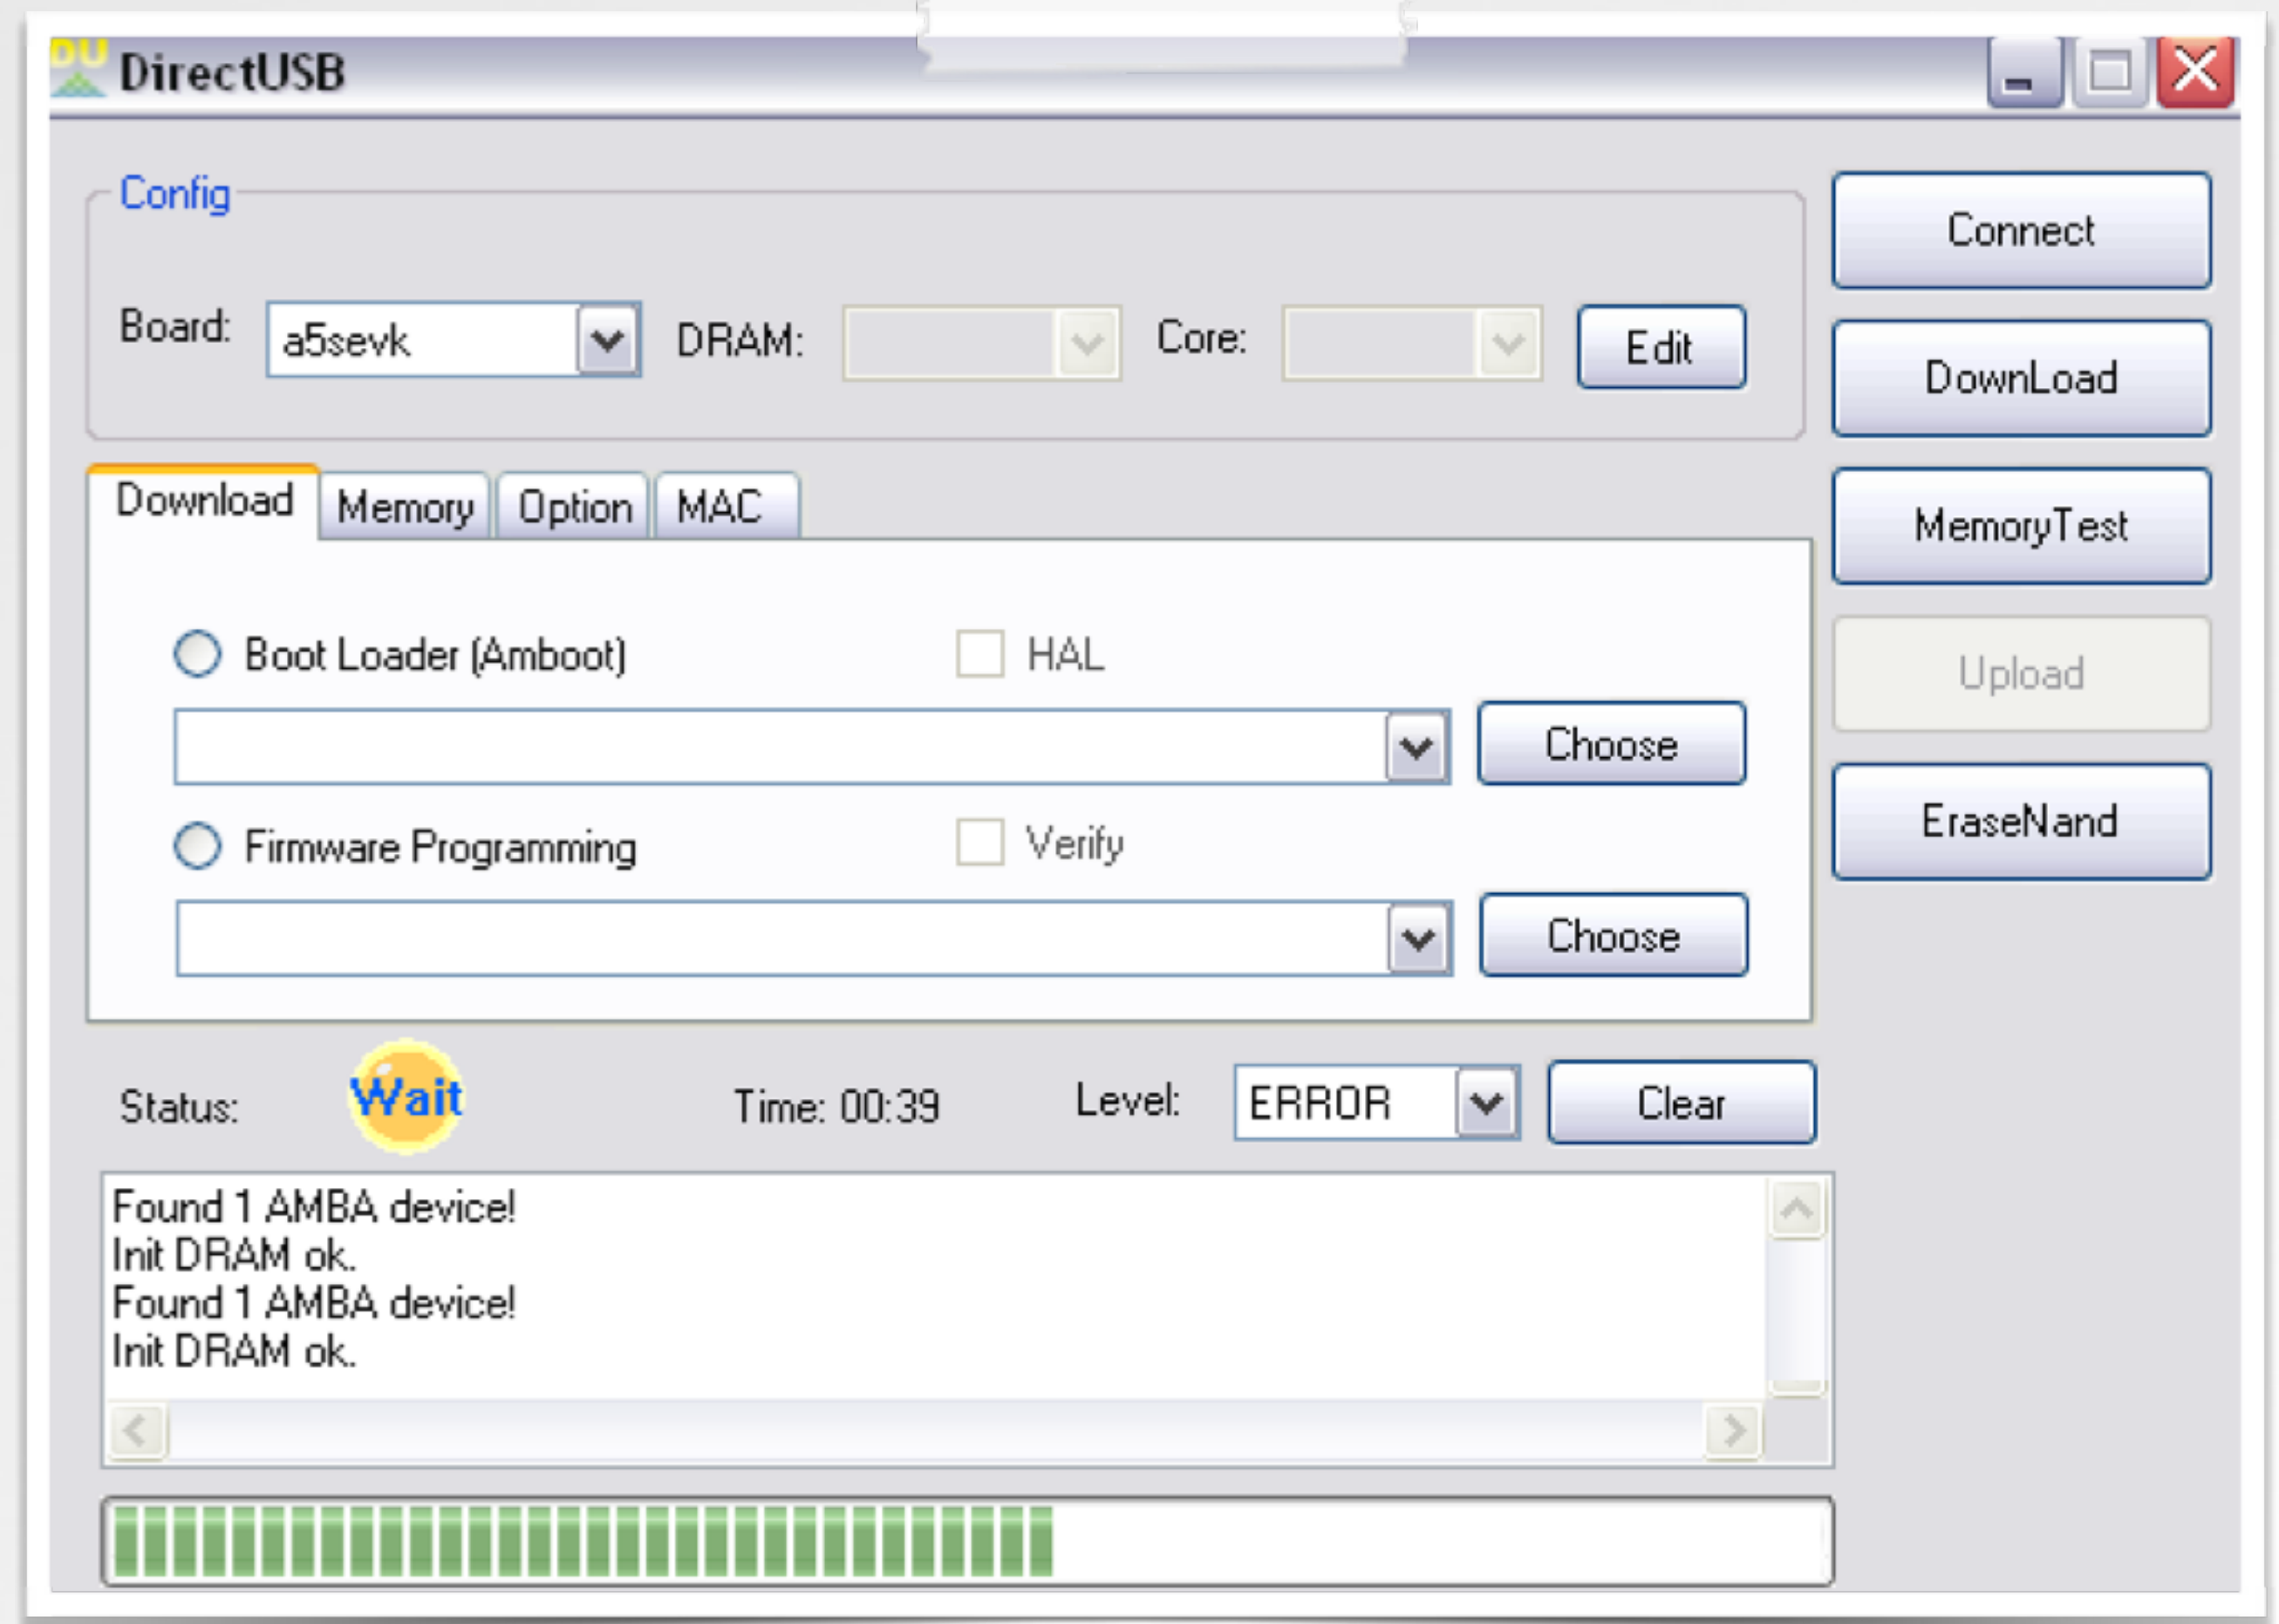 DU DirectUSB
Config
Board: a5sevk DRAM: Core: Edit
Connect
DownLoad
MemoryTest
Upload
EraseNand
Download Memory Option MAC
Boot Loader (Amboot) HAL
Choose
Firmware Programming Verify
Choose
Status: Wait Time: 00:39 Level: ERROR Clear
Found 1 AMBA device!
Init DRAM ok.
Found 1 AMBA device!
Init DRAM ok.